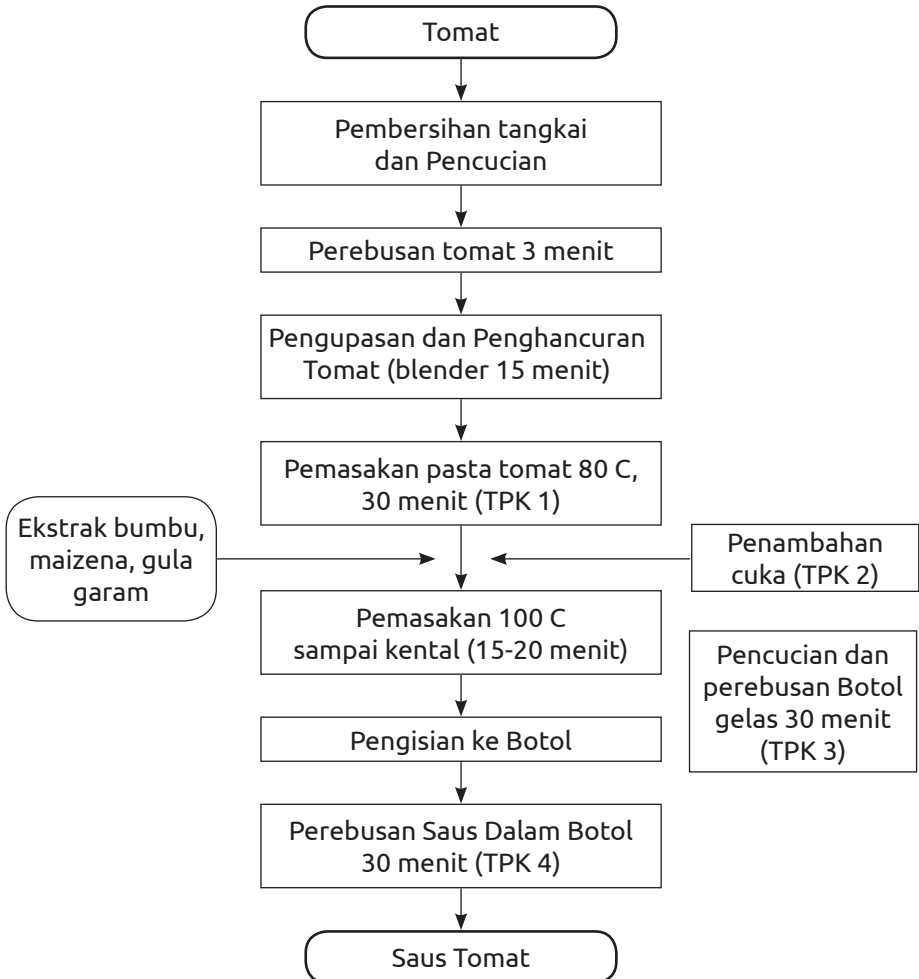 Tomat
Pembersihan tangkai
dan Pencucian
Perebusan tomat 3 menit
Pengupasan dan Penghancuran
Tomat (blender 15 menit)
Pemasakan pasta tomat 80 C,
30 menit (TPK 1)
Ekstrak bumbu,
maizena, gula
garam
Penambahan
cuka (TPK 2)
Pemasakan 100 C
sampai kental (15-20 menit)
Pencucian dan
perebusan Botol
gelas 30 menit
(TPK 3)
Pengisian ke Botol
Perebusan Saus Dalam Botol
30 menit (TPK 4)
Saus Tomat